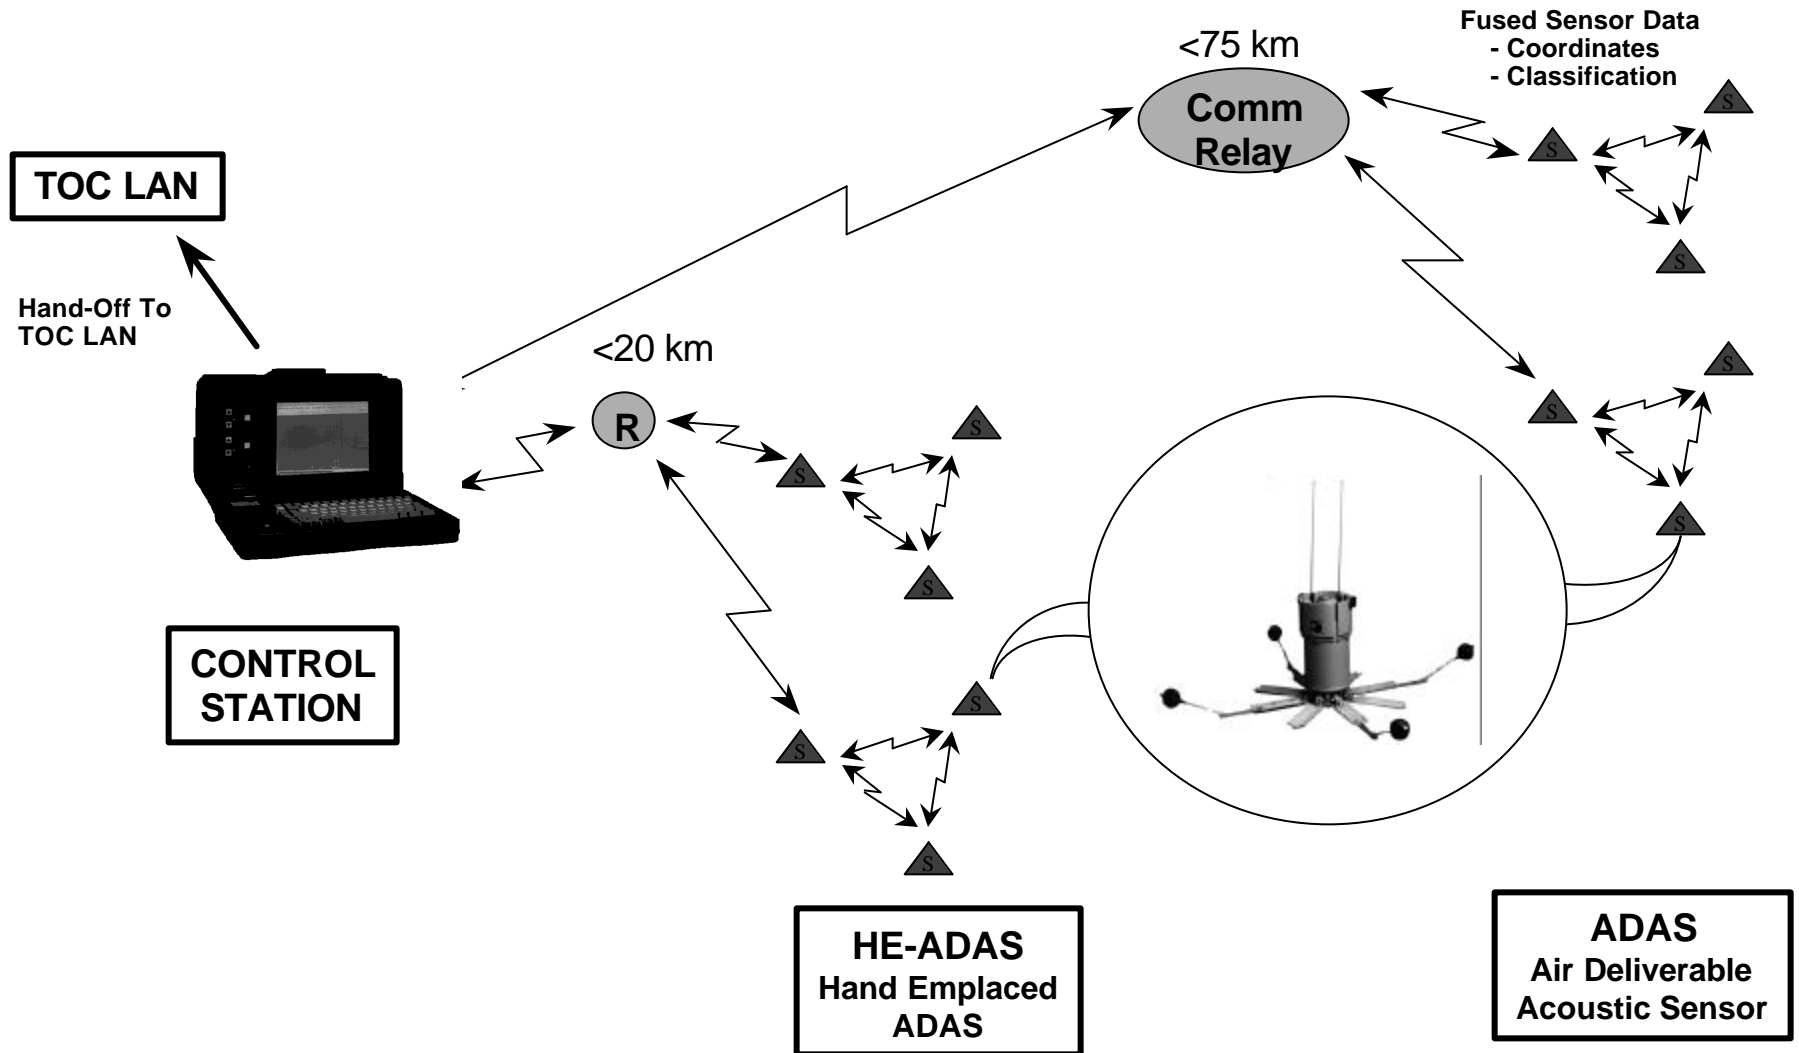 Fused Sensor Data
- Coordinates
- Classification
<75 km
Comm
Relay
S
S
S
TOC LAN
Hand-Off To
TOC LAN
<20 km
R
S
S
S
S
S
S
CONTROL
STATION
S
S
S
HE-ADAS
Hand Emplaced
ADAS
ADAS
Air Deliverable
Acoustic Sensor